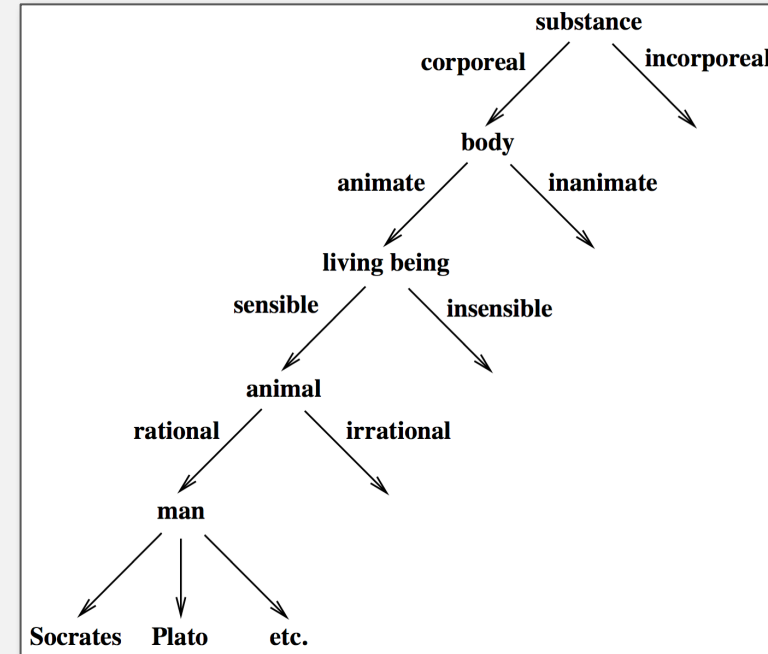 substance
corporeal incorporeal
body
animate inanimate
living being
sensible insensible
animal
rational irrational
man
Socrates Plato etc.